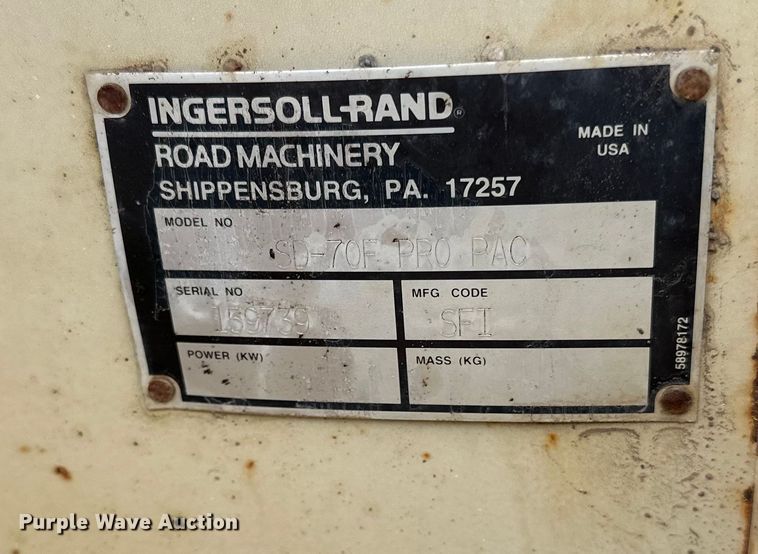 INGERSOLL-RAND®
ROAD MACHINERY
SHIPPENSBURG, PA. 17257
MADE IN
USA
MODEL NO
SD-70F PRO PAC
SERIAL NO
159739
MFG CODE
SFI
POWER (KW)
MASS (KG)
58978172
Purple Wave Auction